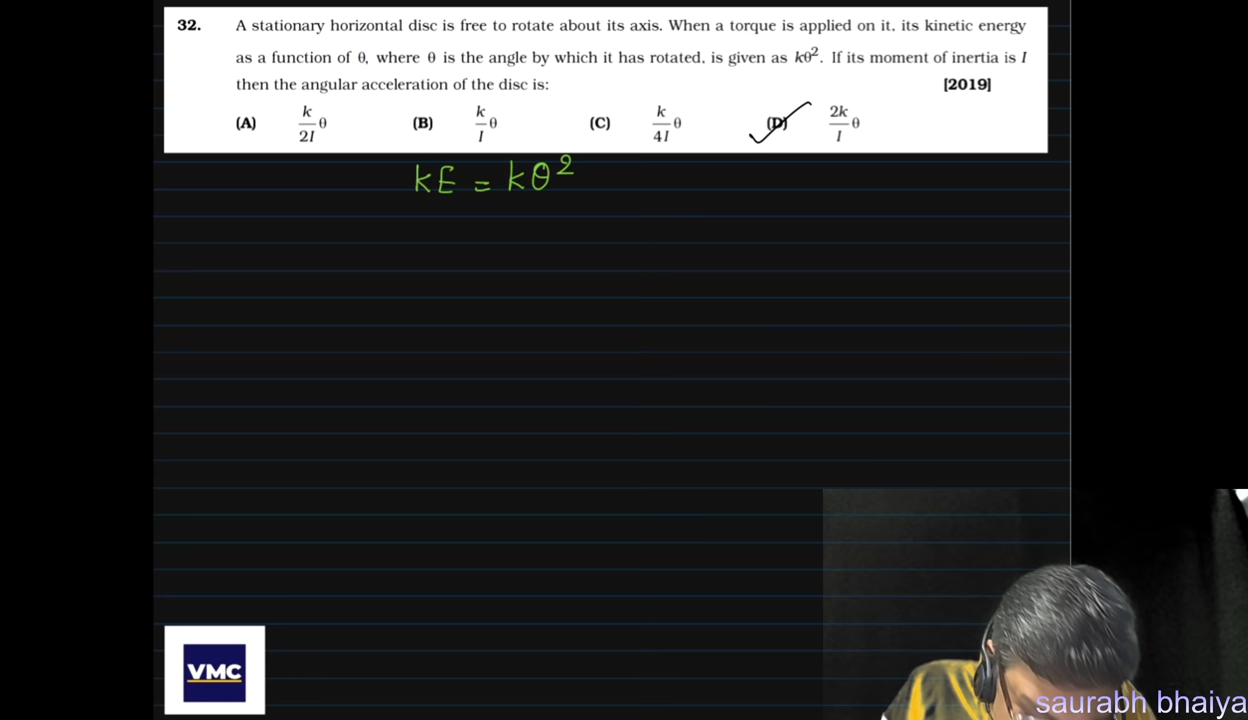 32. A stationary horizontal disc is free to rotate about its axis. When a torque is applied on it, its kinetic energy
as a function of θ, where θ is the angle by which it has rotated, is given as kθ². If its moment of inertia is I
then the angular acceleration of the disc is: [2019]
(A) k/2I θ (B) k/I θ (C) k/4I θ (D) 2k/I θ
KE = kθ²
VMC
saurabh bhaiya